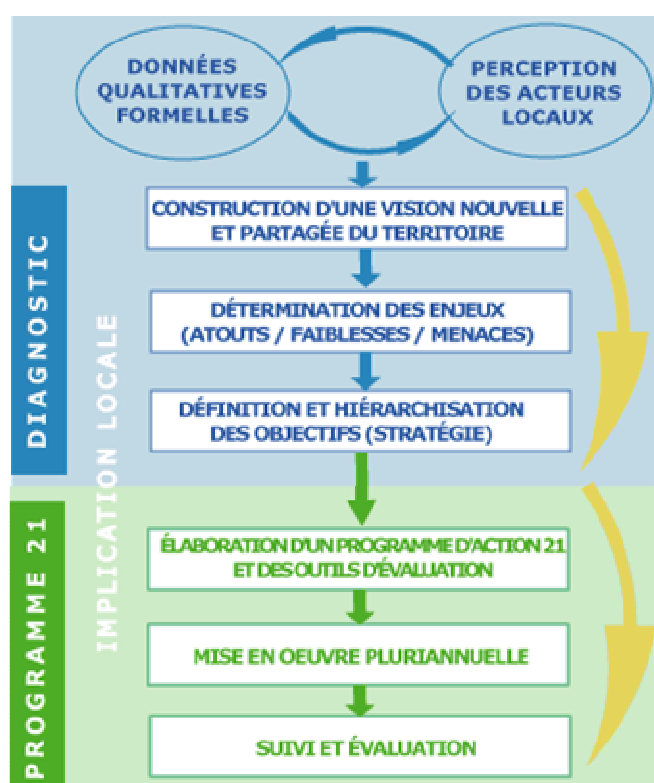 DONNÉES
QUALITATIVES
FORMELLES
PERCEPTION
DES ACTEURS
LOCAUX
DIAGNOSTIC
IMPLICATION LOCALE
CONSTRUCTION D'UNE VISION NOUVELLE
ET PARTAGÉE DU TERRITOIRE
DÉTERMINATION DES ENJEUX
(ATOUTS / FAIBLESSES / MENACES)
DÉFINITION ET HIÉRARCHISATION
DES OBJECTIFS (STRATÉGIE)
PROGRAMME 21
ÉLABORATION D'UN PROGRAMME D'ACTION 21
ET DES OUTILS D'ÉVALUATION
MISE EN OEUVRE PLURIANNUELLE
SUIVI ET ÉVALUATION